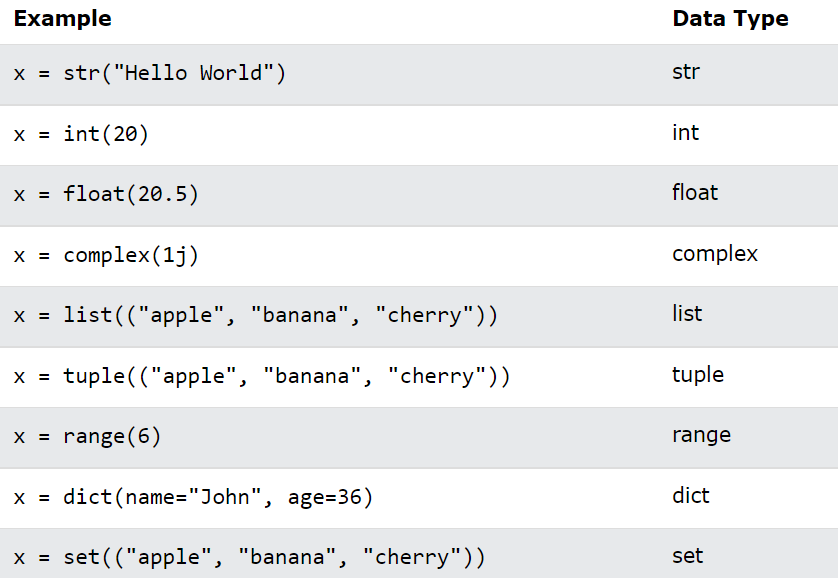 Example Data Type
x = str("Hello World") str
x = int(20) int
x = float(20.5) float
x = complex(1j) complex
x = list(("apple", "banana", "cherry")) list
x = tuple(("apple", "banana", "cherry")) tuple
x = range(6) range
x = dict(name="John", age=36) dict
x = set(("apple", "banana", "cherry")) set